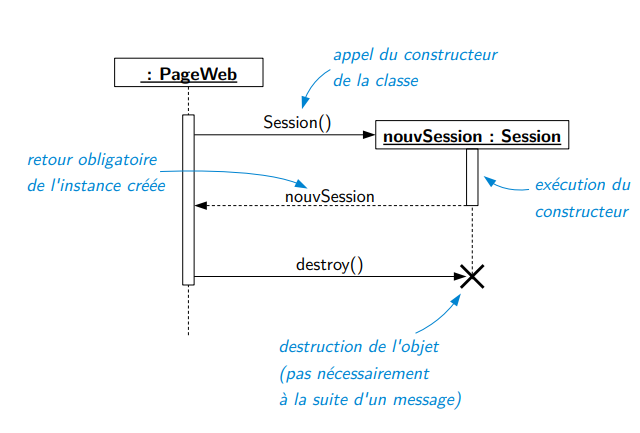 appel du constructeur
de la classe
: PageWeb
Session()
nouvSession : Session
retour obligatoire
de l'instance créée
nouvSession
exécution du
constructeur
destroy()
destruction de l'objet
(pas nécessairement
à la suite d'un message)